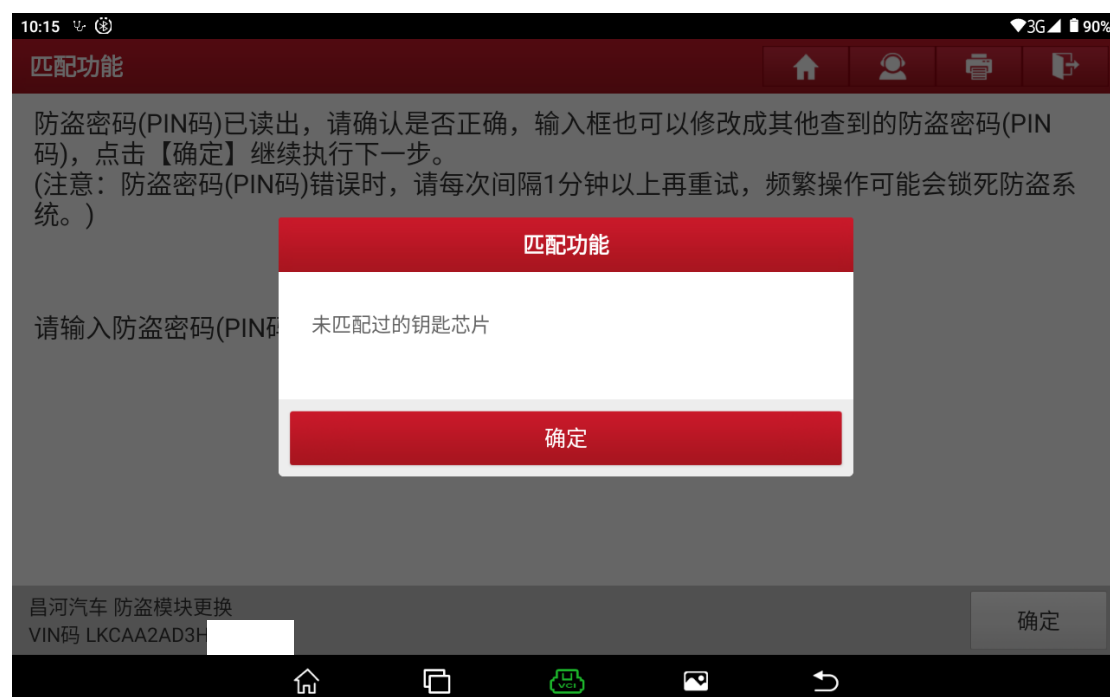 10:15 3G 90%
匹配功能
防盗密码(PIN码)已读出，请确认是否正确，输入框也可以修改成其他查到的防盗密码(PIN
码)，点击【确定】继续执行下一步。
(注意：防盗密码(PIN码)错误时，请每次间隔1分钟以上再重试，频繁操作可能会锁死防盗系
统。)
匹配功能
请输入防盗密码(PIN码
未匹配过的钥匙芯片
确定
昌河汽车 防盗模块更换
VIN码 LKCAA2AD3H
确定
VCI